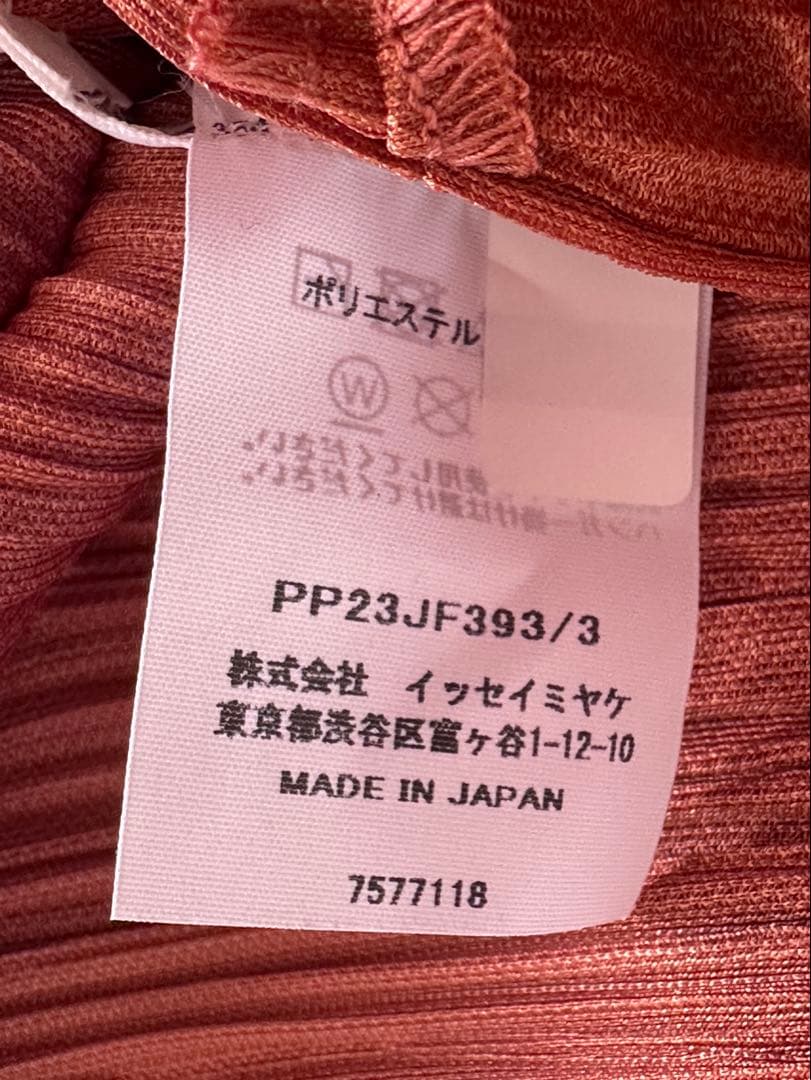 ポリエステル
W
PP23JF393/3
株式会社 イッセイミヤケ
東京都渋谷区富ヶ谷1-12-10
MADE IN JAPAN
7577118